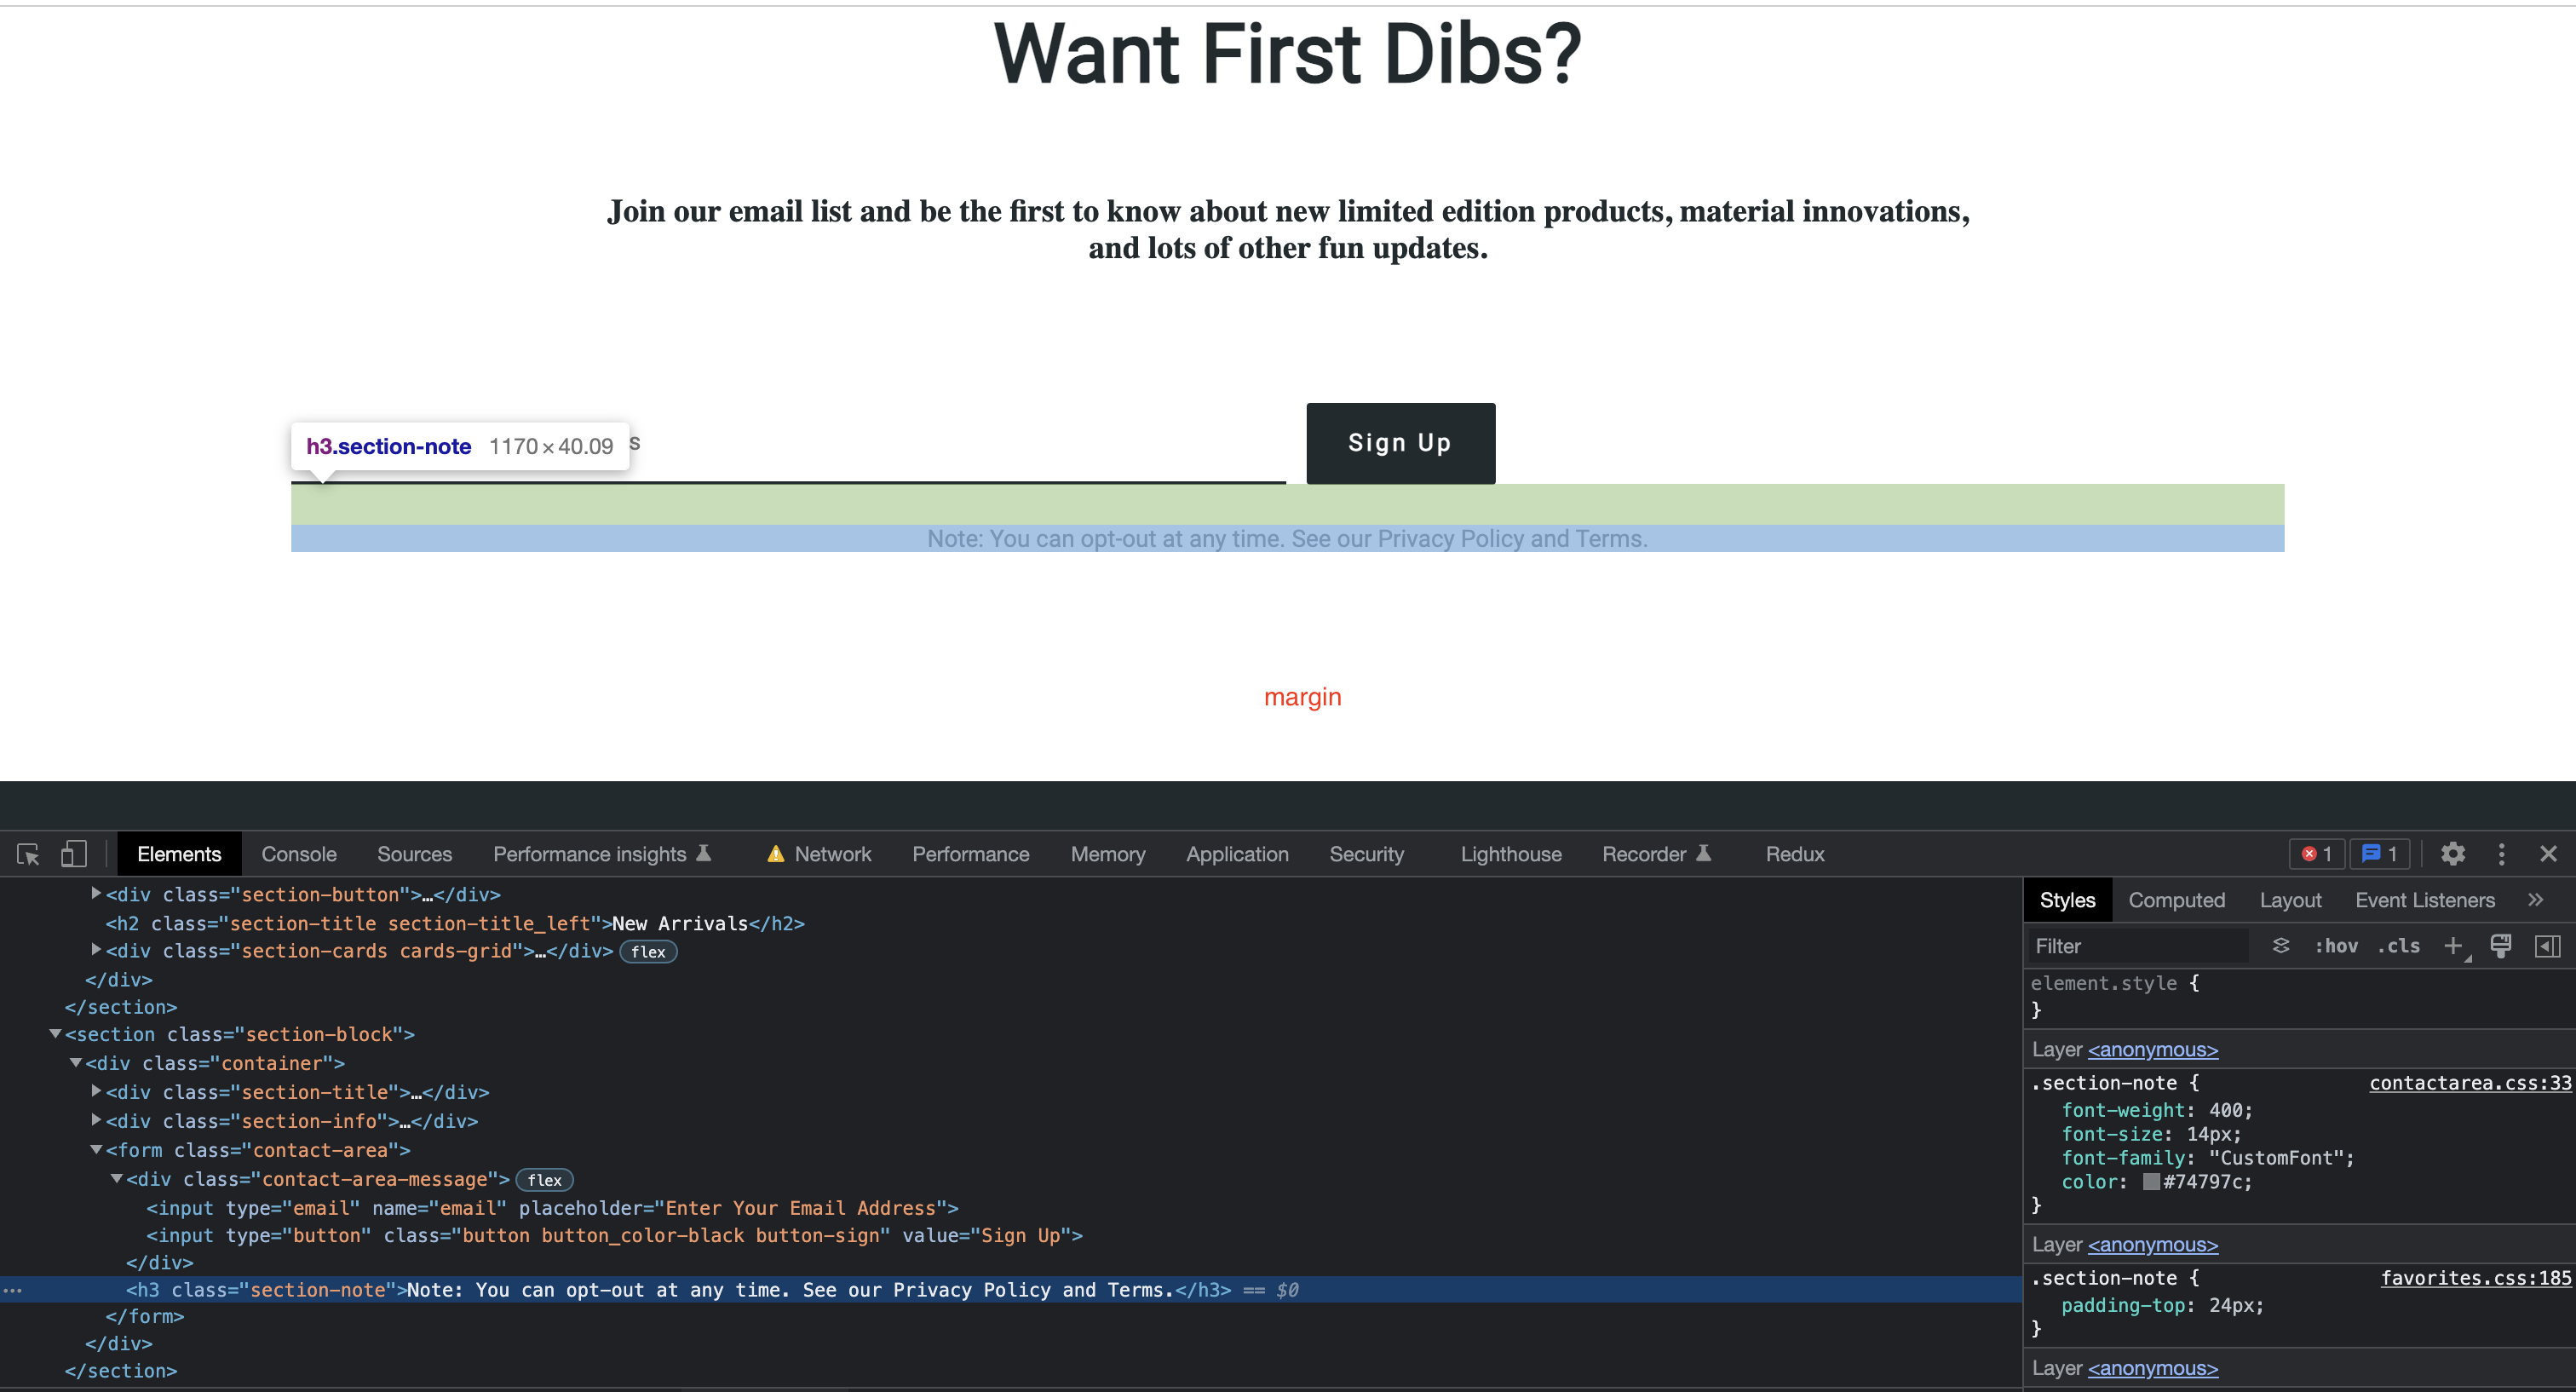 Want First Dibs?
Join our email list and be the first to know about new limited edition products, material innovations,
and lots of other fun updates.
h3.section-note 1170×40.09 s
Sign Up
Note: You can opt-out at any time. See our Privacy Policy and Terms.
margin
Elements Console Sources Performance insights Network Performance Memory Application Security Lighthouse Recorder Redux 1 1
<div class="section-button">…</div>
<h2 class="section-title section-title_left">New Arrivals</h2>
<div class="section-cards cards-grid">…</div> flex
</div>
</section>
<section class="section-block">
<div class="container">
<div class="section-title">…</div>
<div class="section-info">…</div>
<form class="contact-area">
<div class="contact-area-message"> flex
<input type="email" name="email" placeholder="Enter Your Email Address">
<input type="button" class="button button_color-black button-sign" value="Sign Up">
</div>
<h3 class="section-note">Note: You can opt-out at any time. See our Privacy Policy and Terms.</h3> == $0
</form>
</div>
</section>
Styles Computed Layout Event Listeners »
Filter :hov .cls +
element.style {
}
Layer <anonymous>
.section-note { contactarea.css:33
font-weight: 400;
font-size: 14px;
font-family: "CustomFont";
color: #74797c;
}
Layer <anonymous>
.section-note { favorites.css:185
padding-top: 24px;
}
Layer <anonymous>